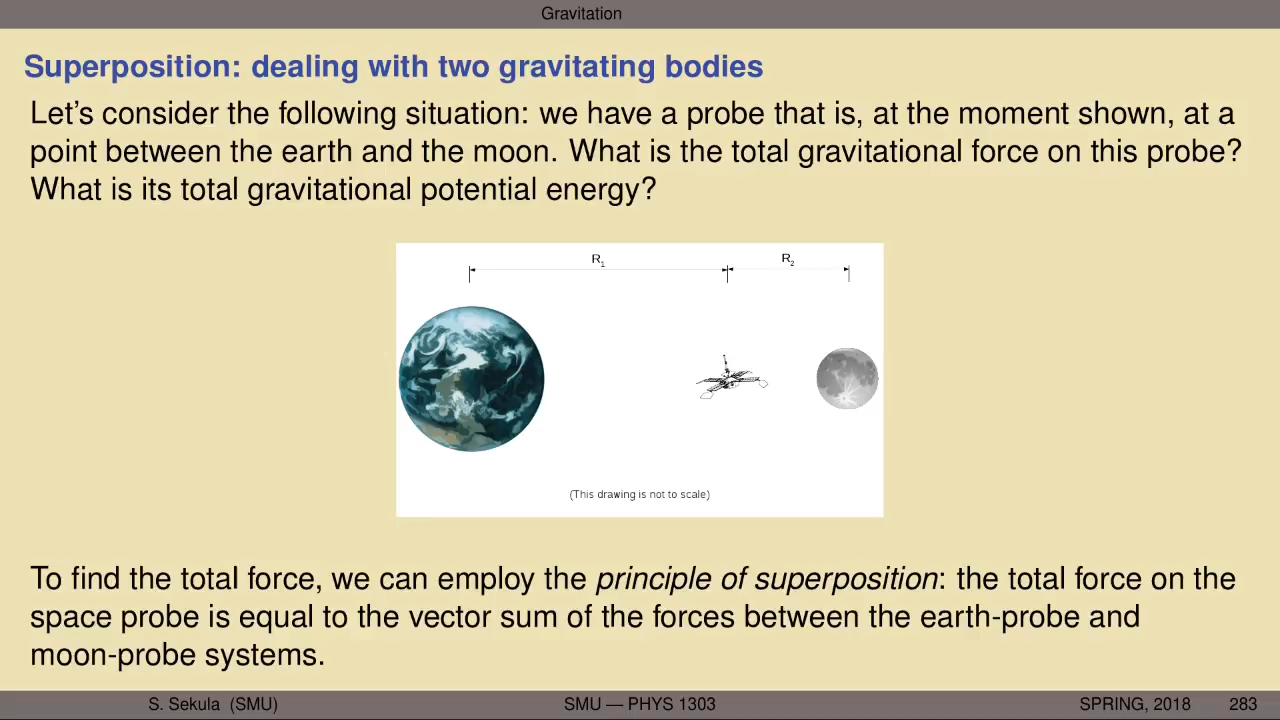 Gravitation
Superposition: dealing with two gravitating bodies
Let's consider the following situation: we have a probe that is, at the moment shown, at a
point between the earth and the moon. What is the total gravitational force on this probe?
What is its total gravitational potential energy?
R1 R2
(This drawing is not to scale)
To find the total force, we can employ the principle of superposition: the total force on the
space probe is equal to the vector sum of the forces between the earth-probe and
moon-probe systems.
S. Sekula (SMU) SMU — PHYS 1303 SPRING, 2018 283